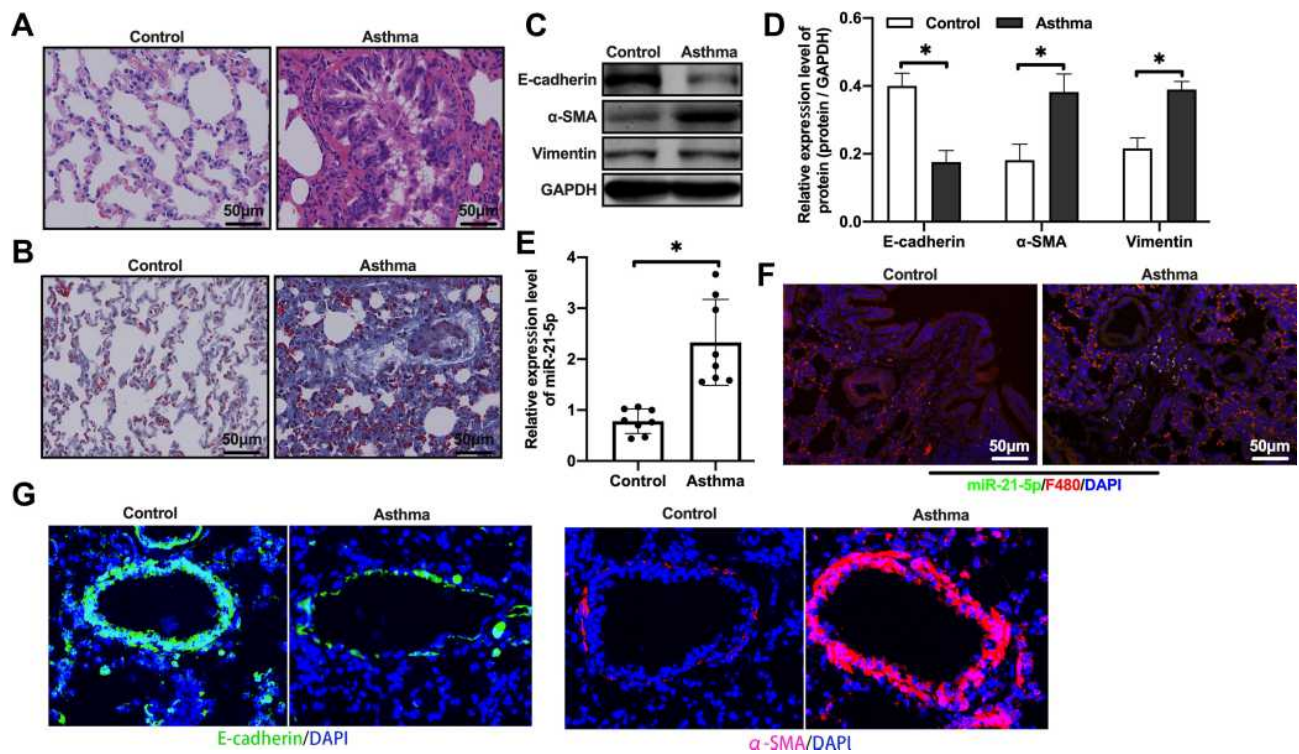 A
Control
Asthma
50μm
50μm
B
Control
Asthma
50μm
50μm
C
Control
Asthma
E-cadherin
α-SMA
Vimentin
GAPDH
D
Control
Asthma
Relative expression level of
protein (protein / GAPDH)
0.6
0.4
0.2
0.0
*
*
*
E-cadherin
α-SMA
Vimentin
E
Relative expression level
of miR-21-5p
4
3
2
1
0
*
Control
Asthma
F
Control
Asthma
50μm
50μm
miR-21-5p/F480/DAPI
G
Control
Asthma
E-cadherin/DAPI
Control
Asthma
α-SMA/DAPI